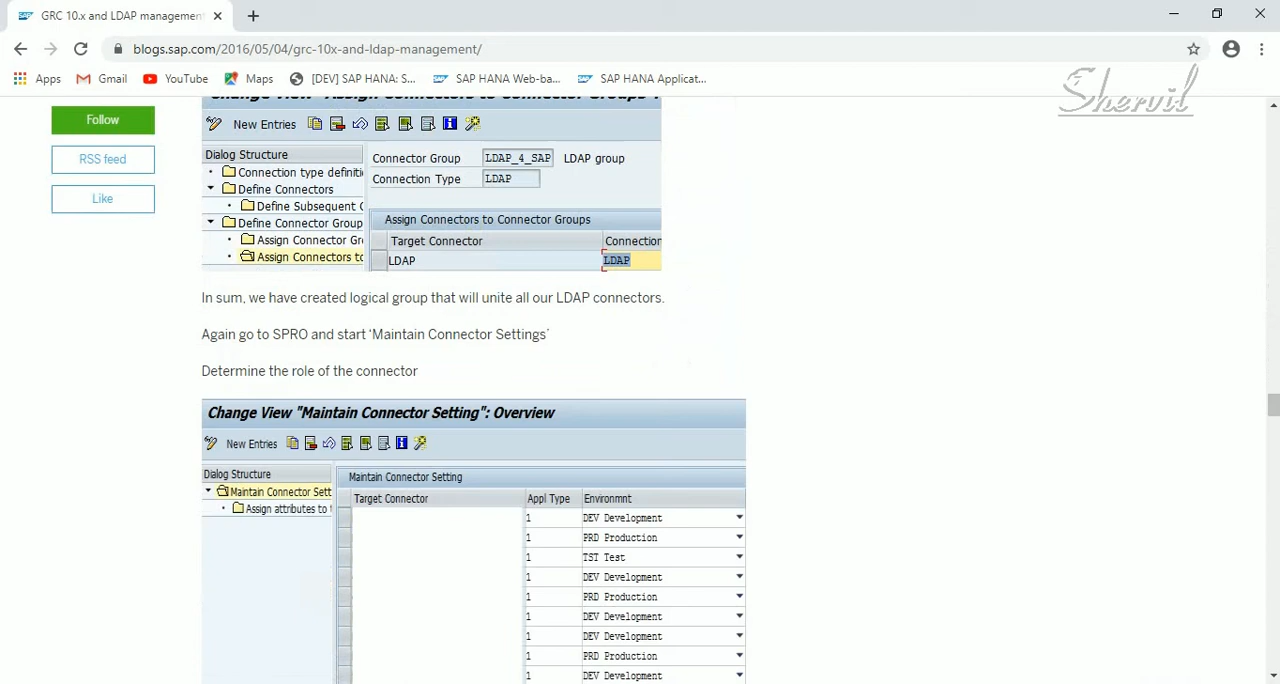 GRC 10.x and LDAP management
blogs.sap.com/2016/05/04/grc-10x-and-ldap-management/
Apps
Gmail
YouTube
Maps
[DEV] SAP HANA: S...
SAP HANA Web-ba...
SAP HANA Applicat...
Shervil
Follow
RSS feed
Like
Change View "Assign Connectors to Connector Groups":
New Entries
Dialog Structure
Connection type definiti
Define Connectors
Define Subsequent C
Define Connector Group
Assign Connector Gr
Assign Connectors to
Connector Group LDAP_4_SAP LDAP group
Connection Type LDAP
Assign Connectors to Connector Groups
Target Connector Connection
LDAP LDAP
In sum, we have created logical group that will unite all our LDAP connectors.
Again go to SPRO and start ‘Maintain Connector Settings’
Determine the role of the connector
Change View "Maintain Connector Setting": Overview
New Entries
Dialog Structure
Maintain Connector Sett
Assign attributes to t
Maintain Connector Setting
Target Connector Appl Type Environmnt
1 DEV Development
1 PRD Production
1 TST Test
1 DEV Development
1 PRD Production
1 DEV Development
1 DEV Development
1 PRD Production
1 DEV Development